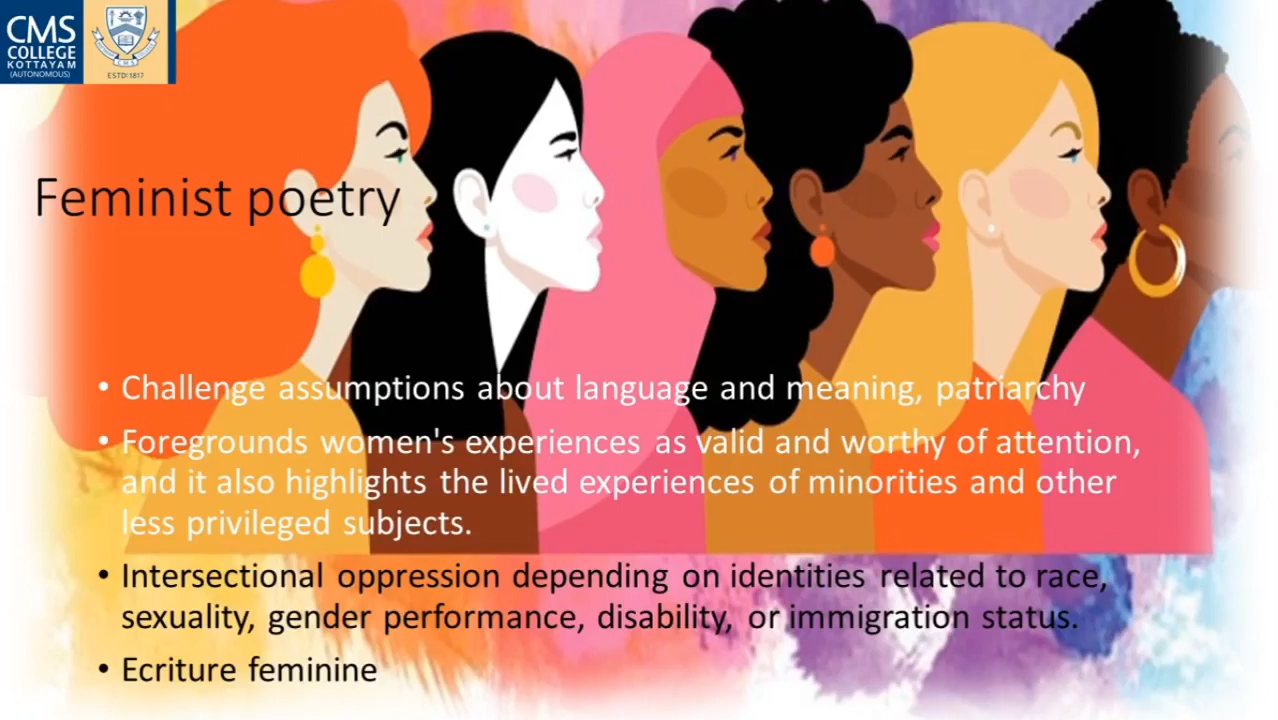 CMS
COLLEGE
KOTTAYAM
(AUTONOMOUS)
ESTD:1817
Feminist poetry
• Challenge assumptions about language and meaning, patriarchy
• Foregrounds women's experiences as valid and worthy of attention,
and it also highlights the lived experiences of minorities and other
less privileged subjects.
• Intersectional oppression depending on identities related to race,
sexuality, gender performance, disability, or immigration status.
• Ecriture feminine